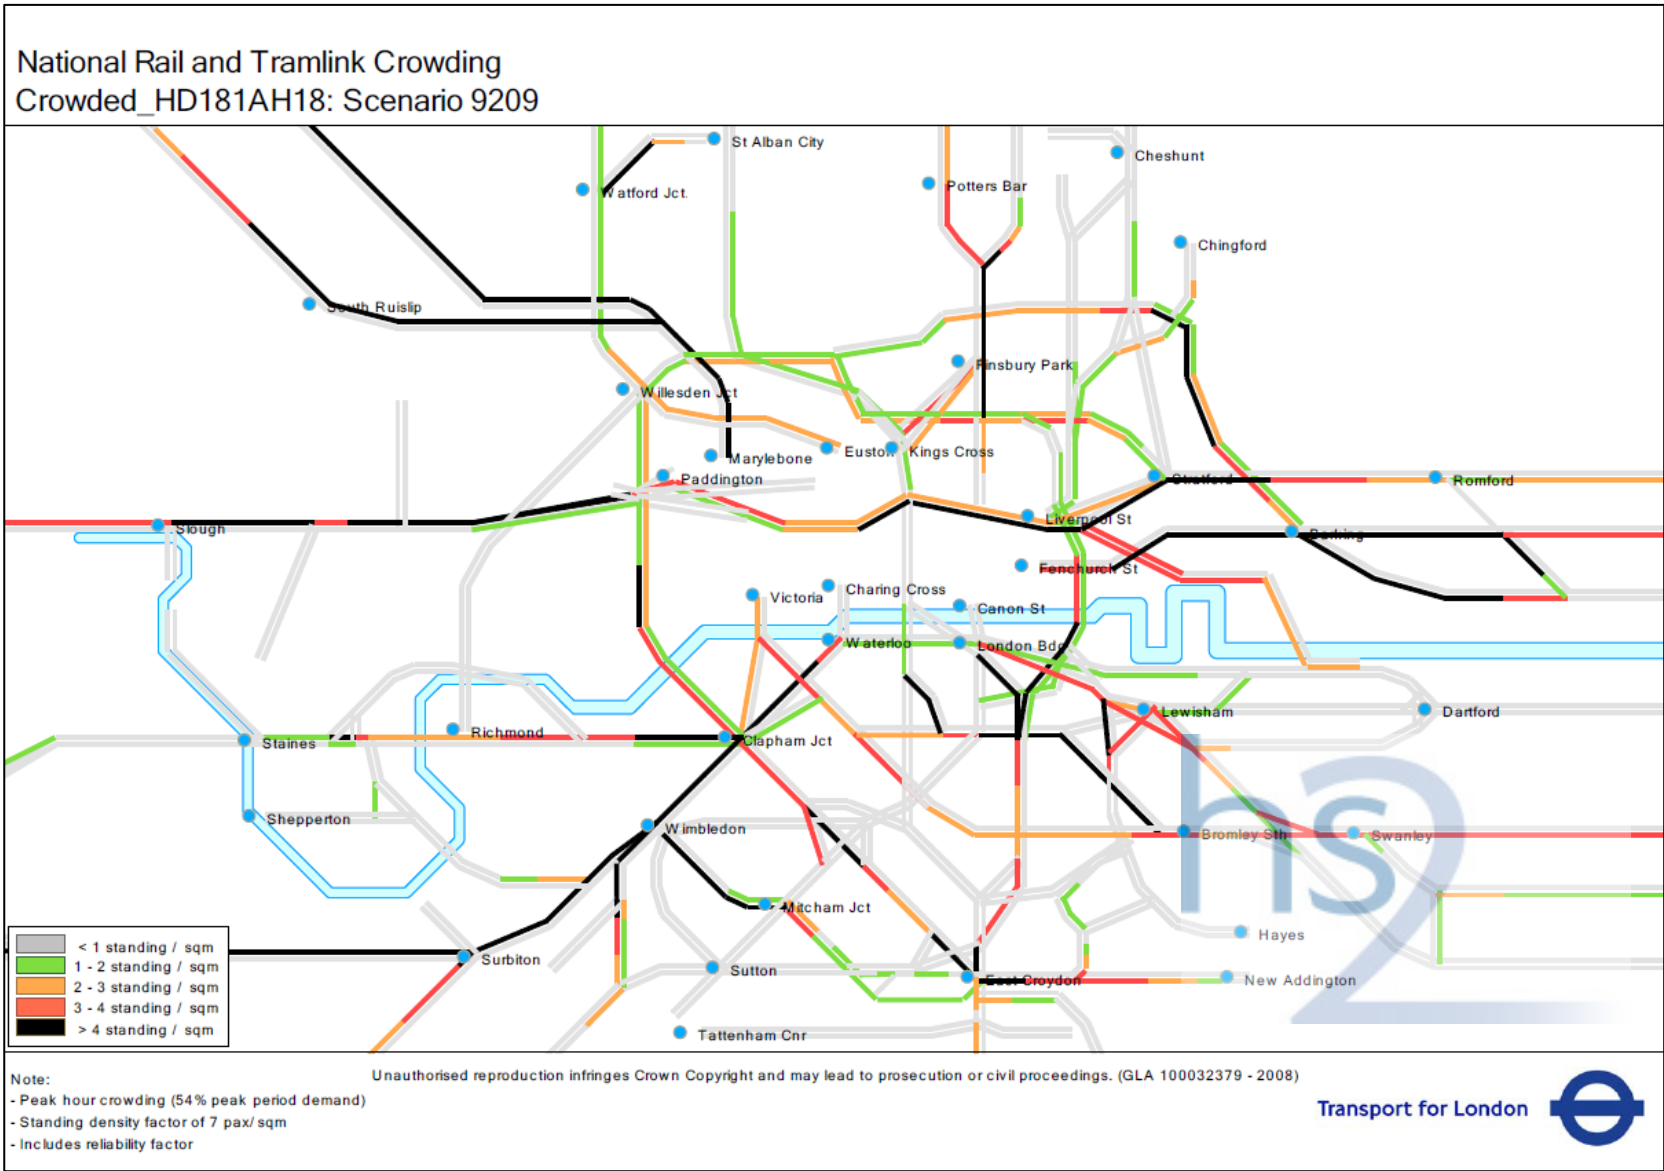 National Rail and Tramlink Crowding
Crowded_HD181AH18: Scenario 9209
St Alban City
Cheshunt
Watford Jct.
Potters Bar
Chingford
South Ruislip
Finsbury Park
Willesden Jct
Euston
Kings Cross
Marylebone
Paddington
Stratford
Romford
Slough
Liverpool St
Barking
Fenchurch St
Victoria
Charing Cross
Canon St
Waterloo
London Bdg
Lewisham
Dartford
Staines
Richmond
Clapham Jct
Shepperton
Wimbledon
Bromley Sth
Swanley
hs2
Mitcham Jct
Hayes
Surbiton
Sutton
East Croydon
New Addington
Tattenham Cnr
< 1 standing / sqm
1 - 2 standing / sqm
2 - 3 standing / sqm
3 - 4 standing / sqm
> 4 standing / sqm
Note:
- Peak hour crowding (54% peak period demand)
- Standing density factor of 7 pax/sqm
- Includes reliability factor
Unauthorised reproduction infringes Crown Copyright and may lead to prosecution or civil proceedings. (GLA 100032379 - 2008)
Transport for London